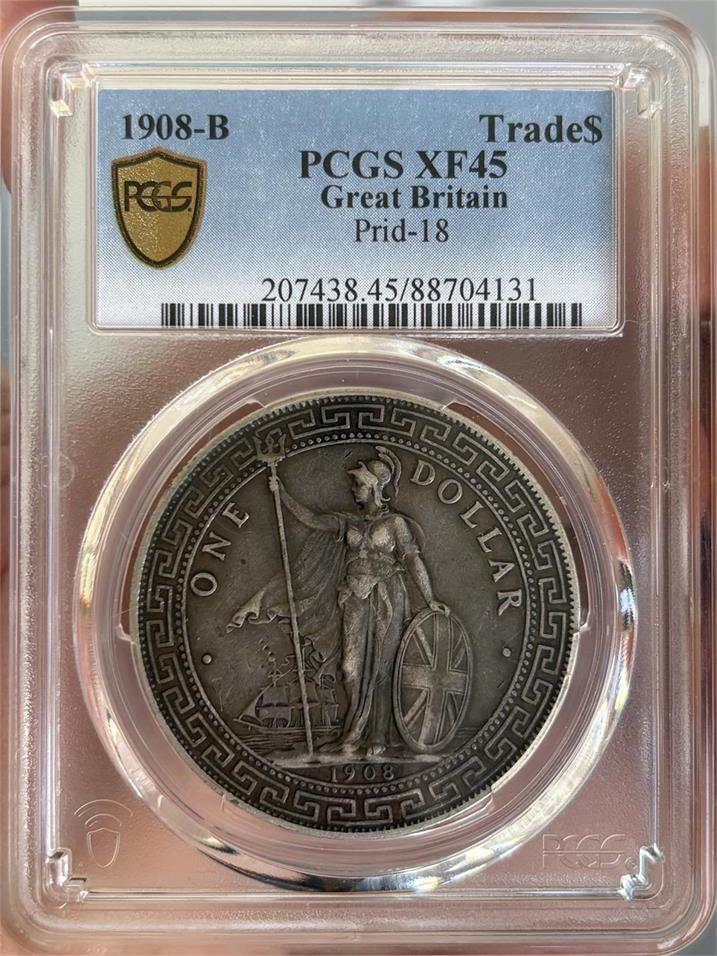 1908-B
Trade$
PCGS XF45
PCGS
Great Britain
Prid-18
207438.45/88704131
ONE DOLLAR
1908
PCGS